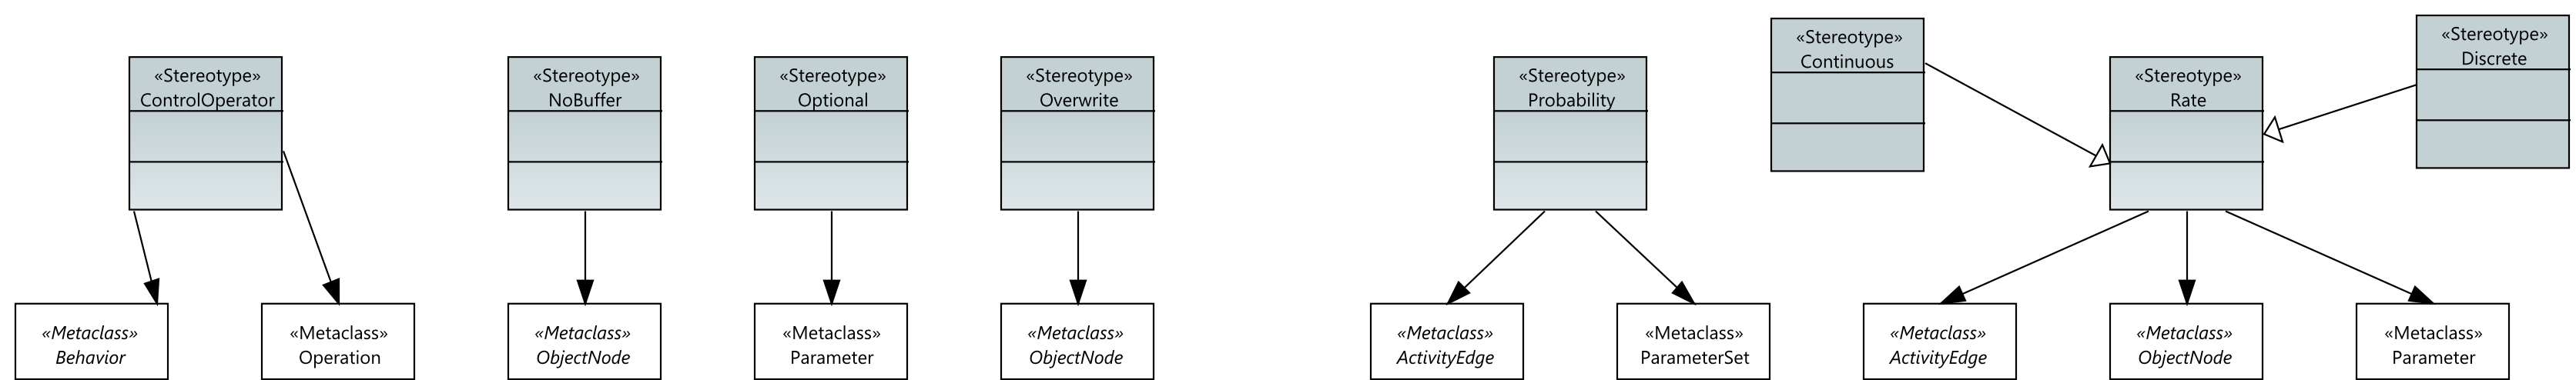 «Stereotype»
ControlOperator
«Stereotype»
NoBuffer
«Stereotype»
Optional
«Stereotype»
Overwrite
«Stereotype»
Probability
«Stereotype»
Continuous
«Stereotype»
Rate
«Stereotype»
Discrete
«Metaclass»
Behavior
«Metaclass»
Operation
«Metaclass»
ObjectNode
«Metaclass»
Parameter
«Metaclass»
ObjectNode
«Metaclass»
ActivityEdge
«Metaclass»
ParameterSet
«Metaclass»
ActivityEdge
«Metaclass»
ObjectNode
«Metaclass»
Parameter